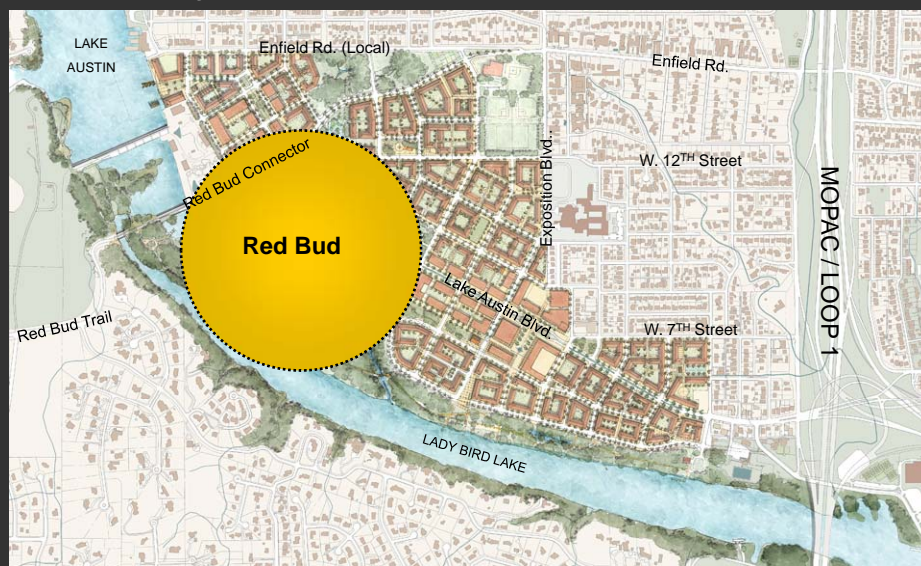 LAKE
AUSTIN
Enfield Rd. (Local)
Enfield Rd.
Red Bud Connector
W. 12TH Street
Exposition Blvd..
MOPAC / LOOP 1
Red Bud
Lake Austin Blvd.
Red Bud Trail
W. 7TH Street
LADY BIRD LAKE